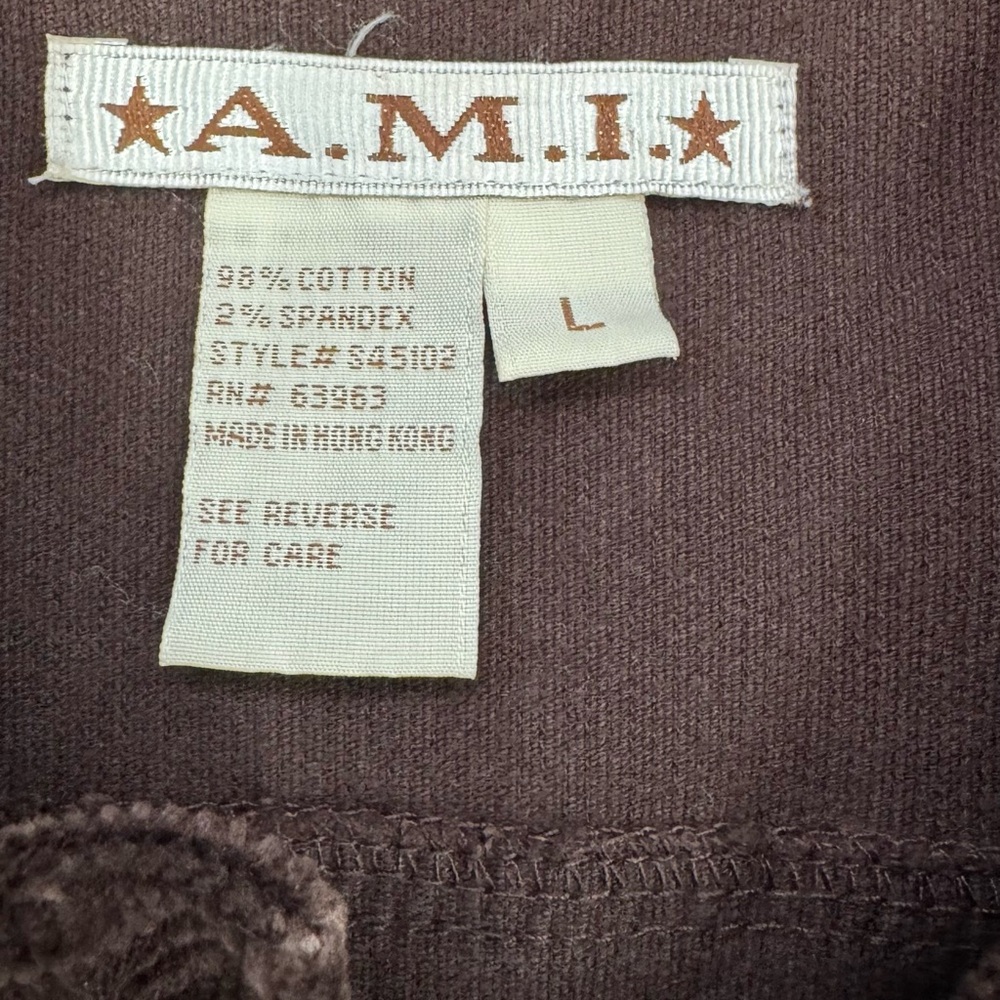 ★A.M.I.★
98% COTTON
2% SPANDEX
STYLE# S45102
RN# 63963
MADE IN HONG KONG
SEE REVERSE
FOR CARE
L